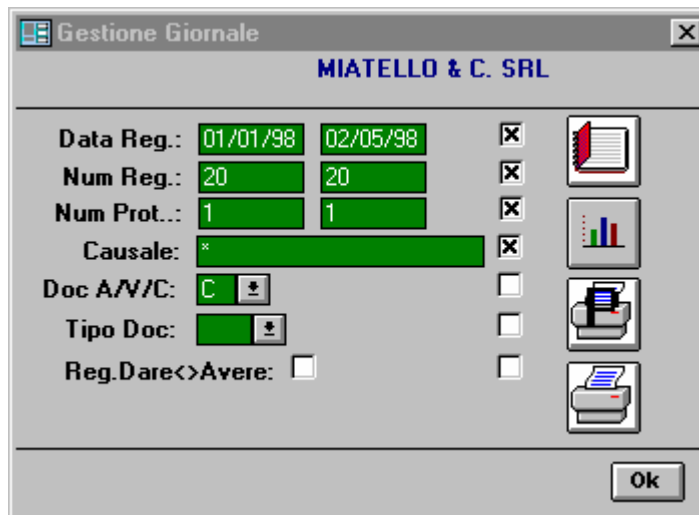 Gestione Giornale
MIATELLO & C. SRL
Data Reg.: 01/01/98 02/05/98
Num Reg.: 20 20
Num Prot..: 1 1
Causale: *
Doc A/V/C: C
Tipo Doc:
Reg.Dare<>Avere:
Ok